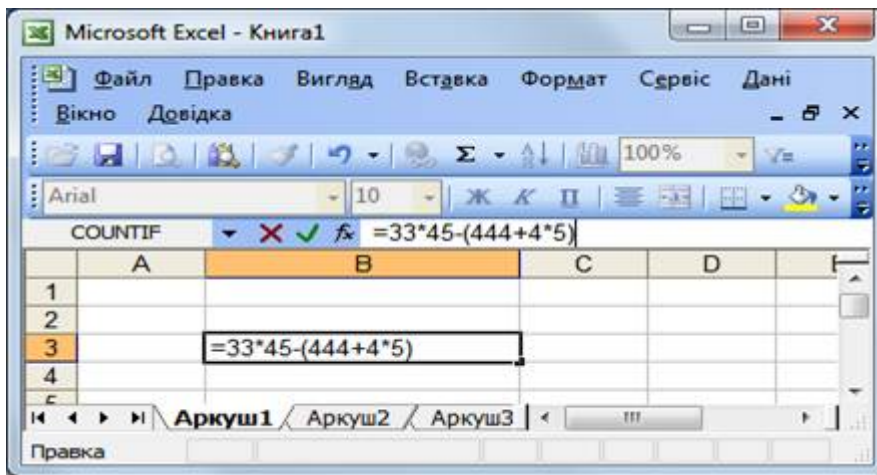 Microsoft Excel - Книга1
Файл Правка Вигляд Вставка Формат Сервіс Дані
Вікно Довідка
Σ 100%
Arial 10 Ж К П
COUNTIF fx =33*45-(444+4*5)
A B C D
1
2
3 =33*45-(444+4*5)
4
Аркуш1 Аркуш2 Аркуш3
Правка